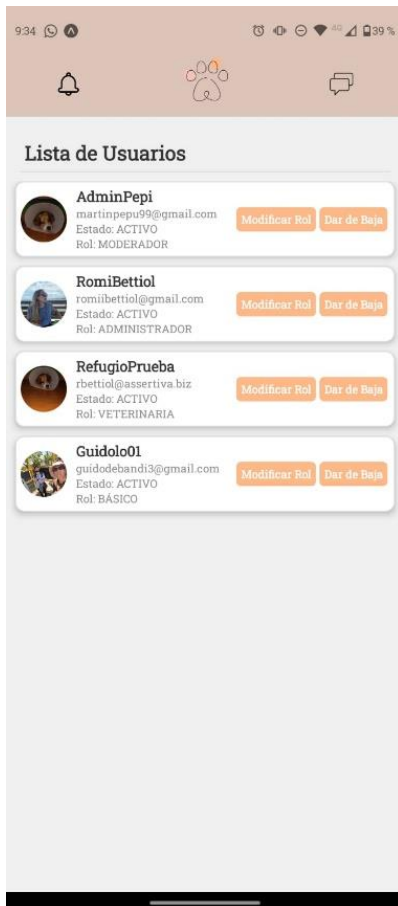 9:34 4G 39 %
Lista de Usuarios
AdminPepi
martinpepu99@gmail.com
Estado: ACTIVO
Rol: MODERADOR
Modificar Rol Dar de Baja
RomiBettiol
romiibettiol@gmail.com
Estado: ACTIVO
Rol: ADMINISTRADOR
Modificar Rol Dar de Baja
RefugioPrueba
rbettiol@assertiva.biz
Estado: ACTIVO
Rol: VETERINARIA
Modificar Rol Dar de Baja
Guidolo01
guidodebandi3@gmail.com
Estado: ACTIVO
Rol: BÁSICO
Modificar Rol Dar de Baja